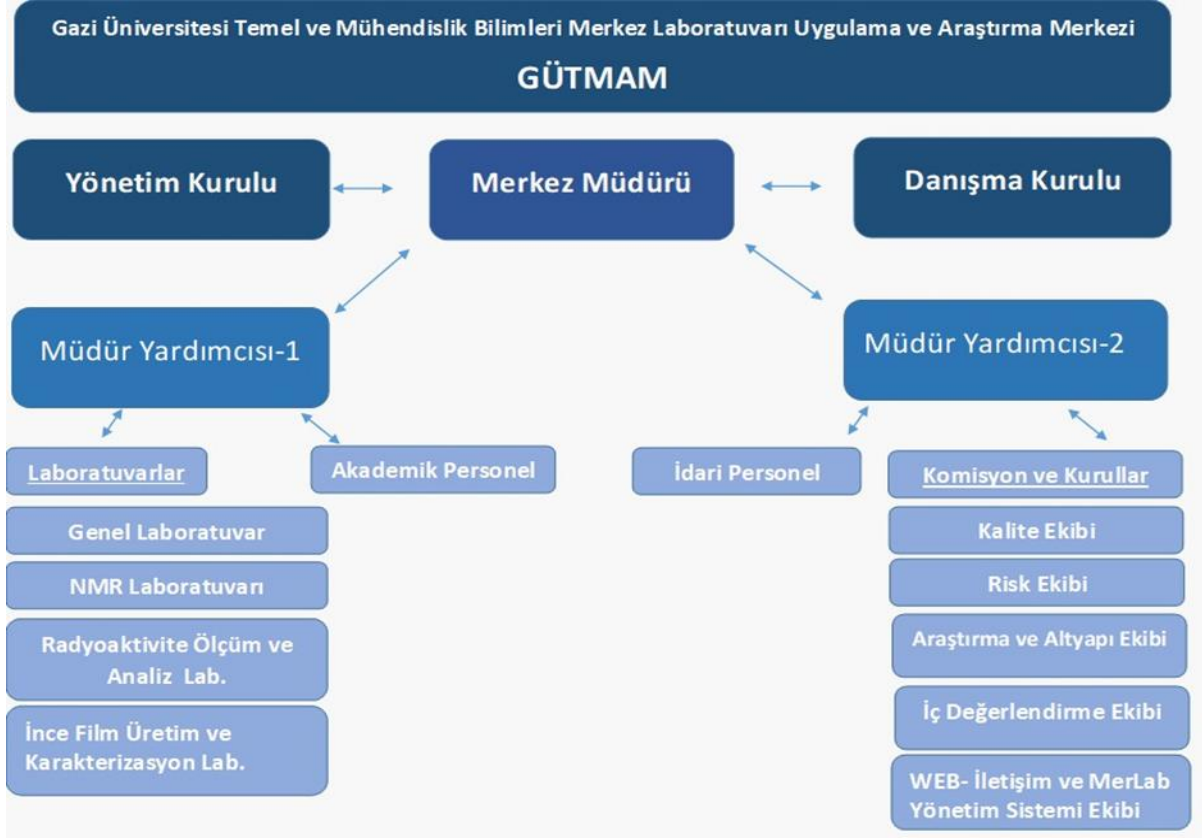 Gazi Üniversitesi Temel ve Mühendislik Bilimleri Merkez Laboratuvarı Uygulama ve Araştırma Merkezi
GÜTMAM
Yönetim Kurulu
Merkez Müdürü
Danışma Kurulu
Müdür Yardımcısı-1
Müdür Yardımcısı-2
Laboratuvarlar
Akademik Personel
İdari Personel
Komisyon ve Kurullar
Genel Laboratuvar
NMR Laboratuvarı
Radyoaktivite Ölçüm ve
Analiz Lab.
İnce Film Üretim ve
Karakterizasyon Lab.
Kalite Ekibi
Risk Ekibi
Araştırma ve Altyapı Ekibi
İç Değerlendirme Ekibi
WEB- İletişim ve MerLab
Yönetim Sistemi Ekibi